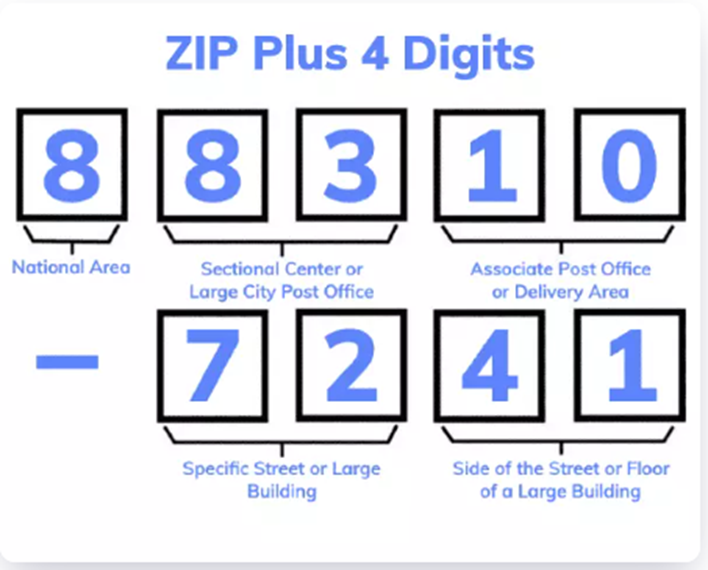 ZIP Plus 4 Digits
8 8 3 1 0
National Area
Sectional Center or
Large City Post Office
Associate Post Office
or Delivery Area
– 7 2 4 1
Specific Street or Large
Building
Side of the Street or Floor
of a Large Building